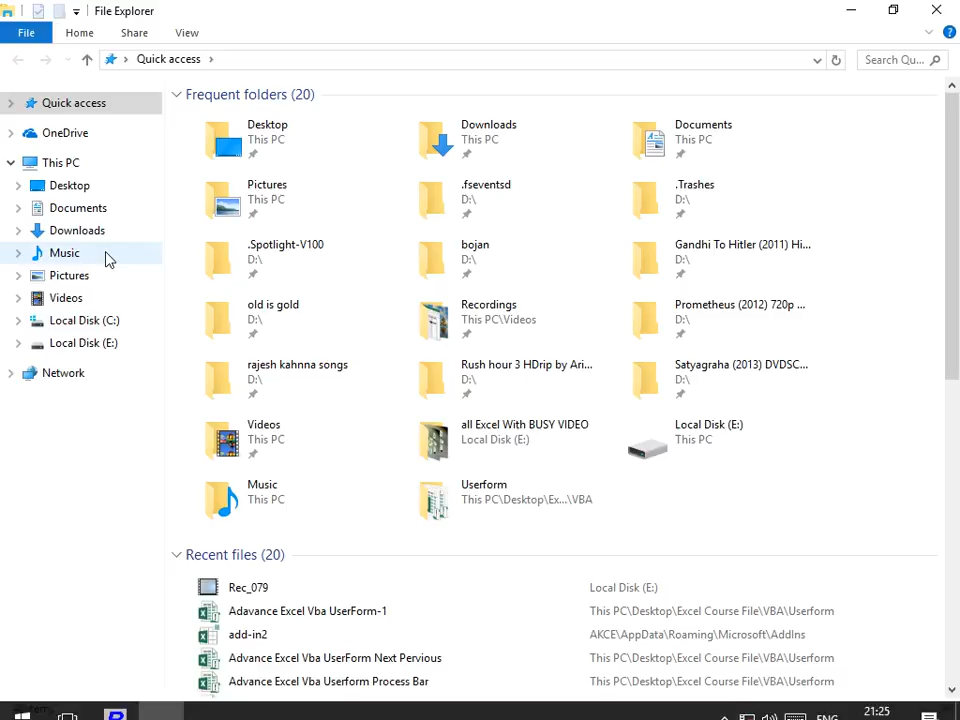 File Explorer
File
Home
Share
View
Quick access
Search Qu...
Quick access
OneDrive
This PC
Desktop
Documents
Downloads
Music
Pictures
Videos
Local Disk (C:)
Local Disk (E:)
Network
Frequent folders (20)
Desktop
This PC
Downloads
This PC
Documents
This PC
Pictures
This PC
.fseventsd
D:\
.Trashes
D:\
.Spotlight-V100
D:\
bojan
D:\
Gandhi To Hitler (2011) Hi...
D:\
old is gold
D:\
Recordings
This PC\Videos
Prometheus (2012) 720p ...
D:\
rajesh kahnna songs
D:\
Rush hour 3 HDrip by Ari...
D:\
Satyagraha (2013) DVDSC...
D:\
Videos
This PC
all Excel With BUSY VIDEO
Local Disk (E:)
Local Disk (E:)
This PC
Music
This PC
Userform
This PC\Desktop\Ex...\VBA
Recent files (20)
Rec_079 Local Disk (E:)
Adavance Excel Vba UserForm-1 This PC\Desktop\Excel Course File\VBA\Userform
add-in2 AKCE\AppData\Roaming\Microsoft\AddIns
Advance Excel Vba UserForm Next Pervious This PC\Desktop\Excel Course File\VBA\Userform
Advance Excel Vba Userform Process Bar This PC\Desktop\Excel Course File\VBA\Userform
ENG
21:25